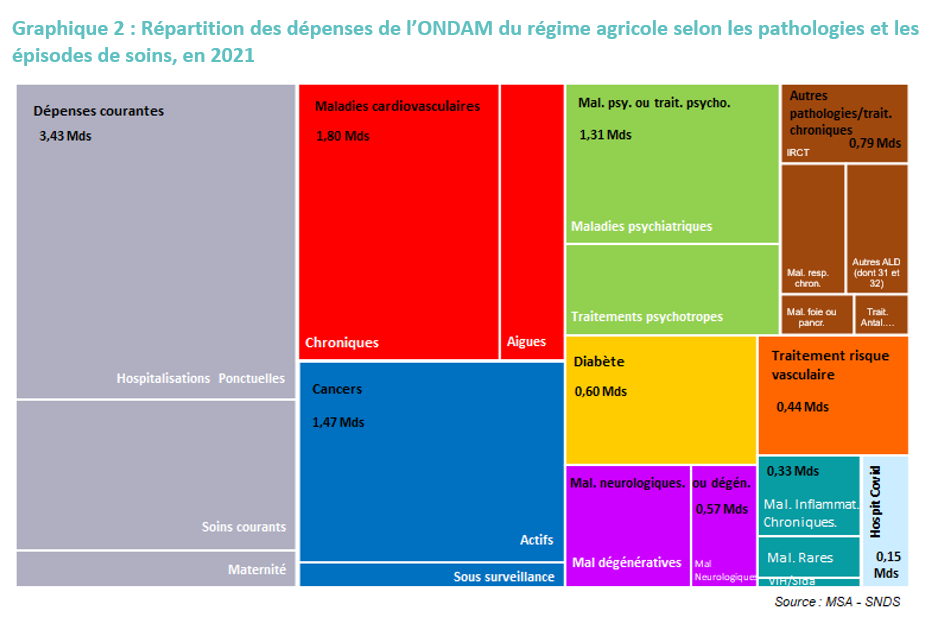 Graphique 2 : Répartition des dépenses de l’ONDAM du régime agricole selon les pathologies et les
épisodes de soins, en 2021
Dépenses courantes
3,43 Mds
Hospitalisations Ponctuelles
Soins courants
Maternité
Maladies cardiovasculaires
1,80 Mds
Chroniques
Aigues
Cancers
1,47 Mds
Actifs
Sous surveillance
Mal. psy. ou trait. psycho.
1,31 Mds
Maladies psychiatriques
Traitements psychotropes
Autres
pathologies/trait.
chroniques
0,79 Mds
IRCT
Mal. resp.
chron.
Autres ALD
(dont 31 et
32)
Mal. foie ou
pancr.
Trait.
Antal....
Diabète
0,60 Mds
Traitement risque
vasculaire
0,44 Mds
Mal. neurologiques. ou dégén.
0,57 Mds
Mal dégénératives
Mal
Neurologiques
0,33 Mds
Mal. Inflammat.
Chroniques.
Mal. Rares
VIH/Sida
Hospit Covid
0,15
Mds
Source : MSA - SNDS